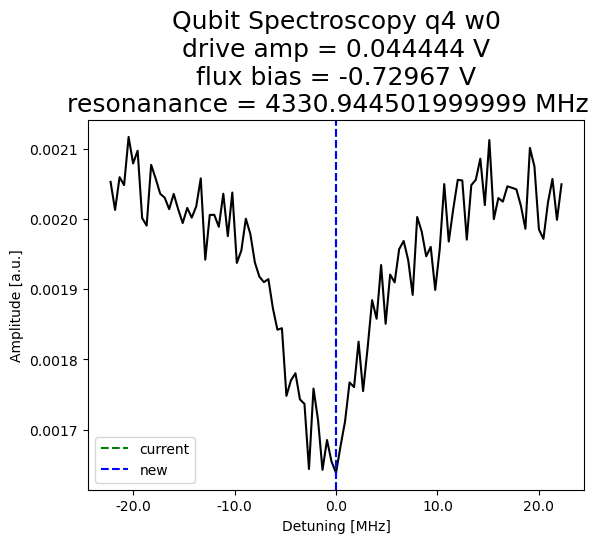 Qubit Spectroscopy q4 w0
drive amp = 0.044444 V
flux bias = -0.72967 V
resonanance = 4330.944501999999 MHz
0.0021
0.0020
0.0019
0.0018
0.0017
Amplitude [a.u.]
current
new
-20.0 -10.0 0.0 10.0 20.0
Detuning [MHz]